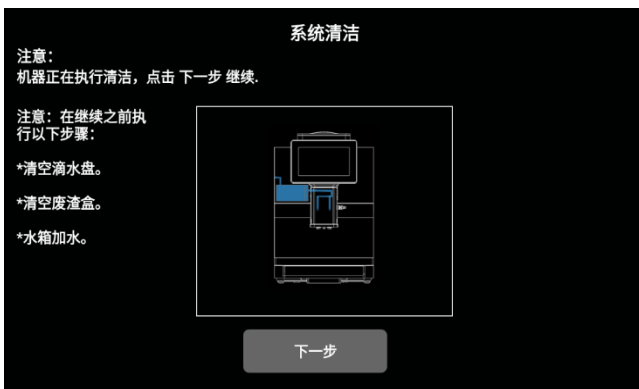 系统清洁
注意：
机器正在执行清洁，点击 下一步 继续.
注意：在继续之前执
行以下步骤：
*清空滴水盘。
*清空废渣盒。
*水箱加水。
下一步